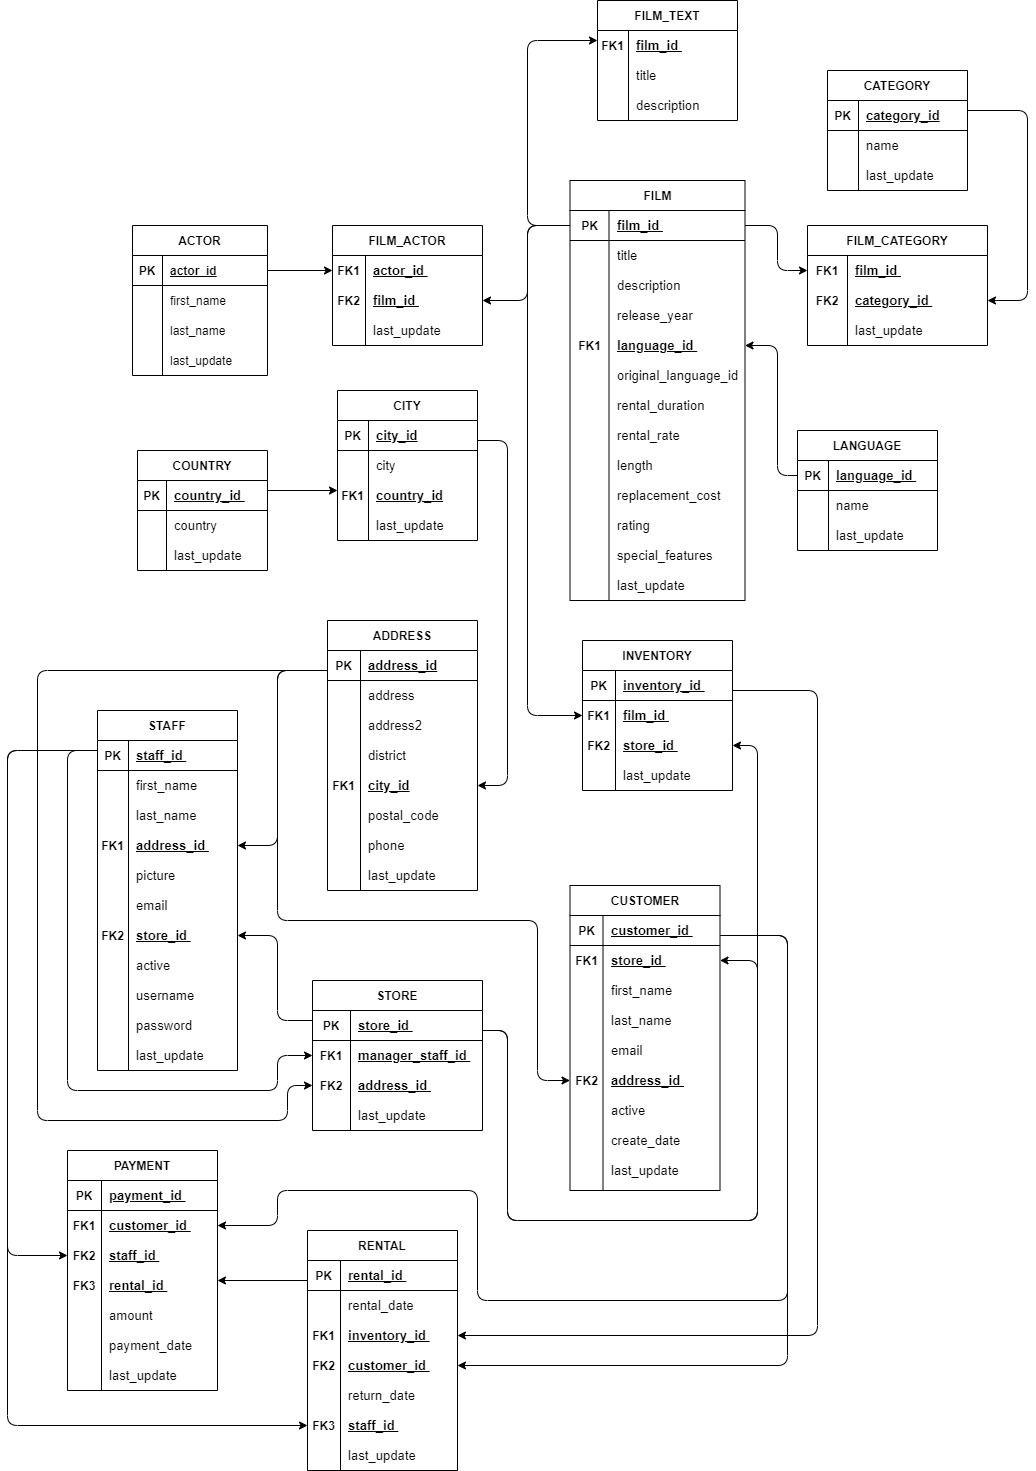 FILM_TEXT
FK1 film_id
title
description
CATEGORY
PK category_id
name
last_update
FILM
PK film_id
title
description
release_year
FK1 language_id
original_language_id
rental_duration
rental_rate
length
replacement_cost
rating
special_features
last_update
ACTOR
PK actor_id
first_name
last_name
last_update
FILM_ACTOR
FK1 actor_id
FK2 film_id
last_update
FILM_CATEGORY
FK1 film_id
FK2 category_id
last_update
CITY
PK city_id
city
FK1 country_id
last_update
COUNTRY
PK country_id
country
last_update
LANGUAGE
PK language_id
name
last_update
ADDRESS
PK address_id
address
address2
district
FK1 city_id
postal_code
phone
last_update
INVENTORY
PK inventory_id
FK1 film_id
FK2 store_id
last_update
STAFF
PK staff_id
first_name
last_name
FK1 address_id
picture
email
FK2 store_id
active
username
password
last_update
CUSTOMER
PK customer_id
FK1 store_id
first_name
last_name
email
FK2 address_id
active
create_date
last_update
STORE
PK store_id
FK1 manager_staff_id
FK2 address_id
last_update
PAYMENT
PK payment_id
FK1 customer_id
FK2 staff_id
FK3 rental_id
amount
payment_date
last_update
RENTAL
PK rental_id
rental_date
FK1 inventory_id
FK2 customer_id
return_date
FK3 staff_id
last_update